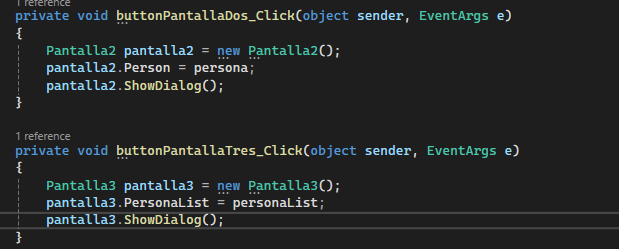 1 reference
private void buttonPantallaDos_Click(object sender, EventArgs e)
{
Pantalla2 pantalla2 = new Pantalla2();
pantalla2.Person = persona;
pantalla2.ShowDialog();
}
1 reference
private void buttonPantallaTres_Click(object sender, EventArgs e)
{
Pantalla3 pantalla3 = new Pantalla3();
pantalla3.PersonaList = personaList;
pantalla3.ShowDialog();
}